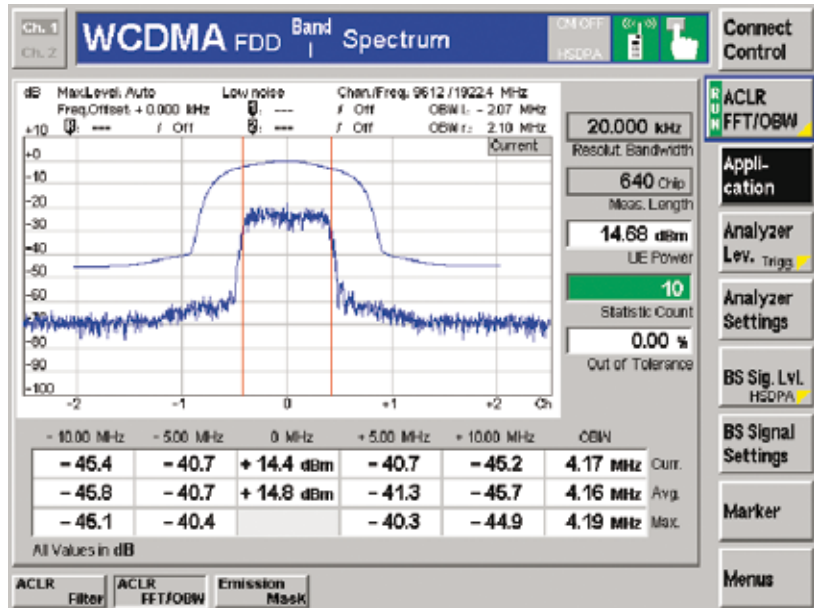 Ch. 1
Ch. 2
WCDMA FDD Band I Spectrum
CM OFF
HSDPA
Connect Control
dB Max.Level: Auto Low noise Chan./Freq.: 9612 / 1922.4 MHz
Freq.Offset: + 0.000 kHz 1: --- f Off OBW l.: - 2.07 MHz
+10 --- f Off 2: --- f Off OBW r.: 2.10 MHz
Current
+0
-10
-20
-30
-40
-50
-60
-70
-80
-90
-100
-2 -1 0 +1 +2 Ch
20.000 kHz
Resolut. Bandwidth
640 Chip
Meas. Length
14.68 dBm
UE Power
10
Statistic Count
0.00 %
Out of Tolerance
- 10.00 MHz - 5.00 MHz 0 MHz + 5.00 MHz + 10.00 MHz OBW
- 45.4 - 40.7 + 14.4 dBm - 40.7 - 45.2 4.17 MHz Curr.
- 45.8 - 40.7 + 14.8 dBm - 41.3 - 45.7 4.16 MHz Avg.
- 45.1 - 40.4 - 40.3 - 44.9 4.19 MHz Max.
All Values in dB
RUN
ACLR FFT/OBW
Appli-
cation
Analyzer
Lev. Trigg.
Analyzer
Settings
BS Sig. Lvl.
HSDPA
BS Signal
Settings
Marker
Menus
ACLR Filter
ACLR FFT/OBW
Emission Mask